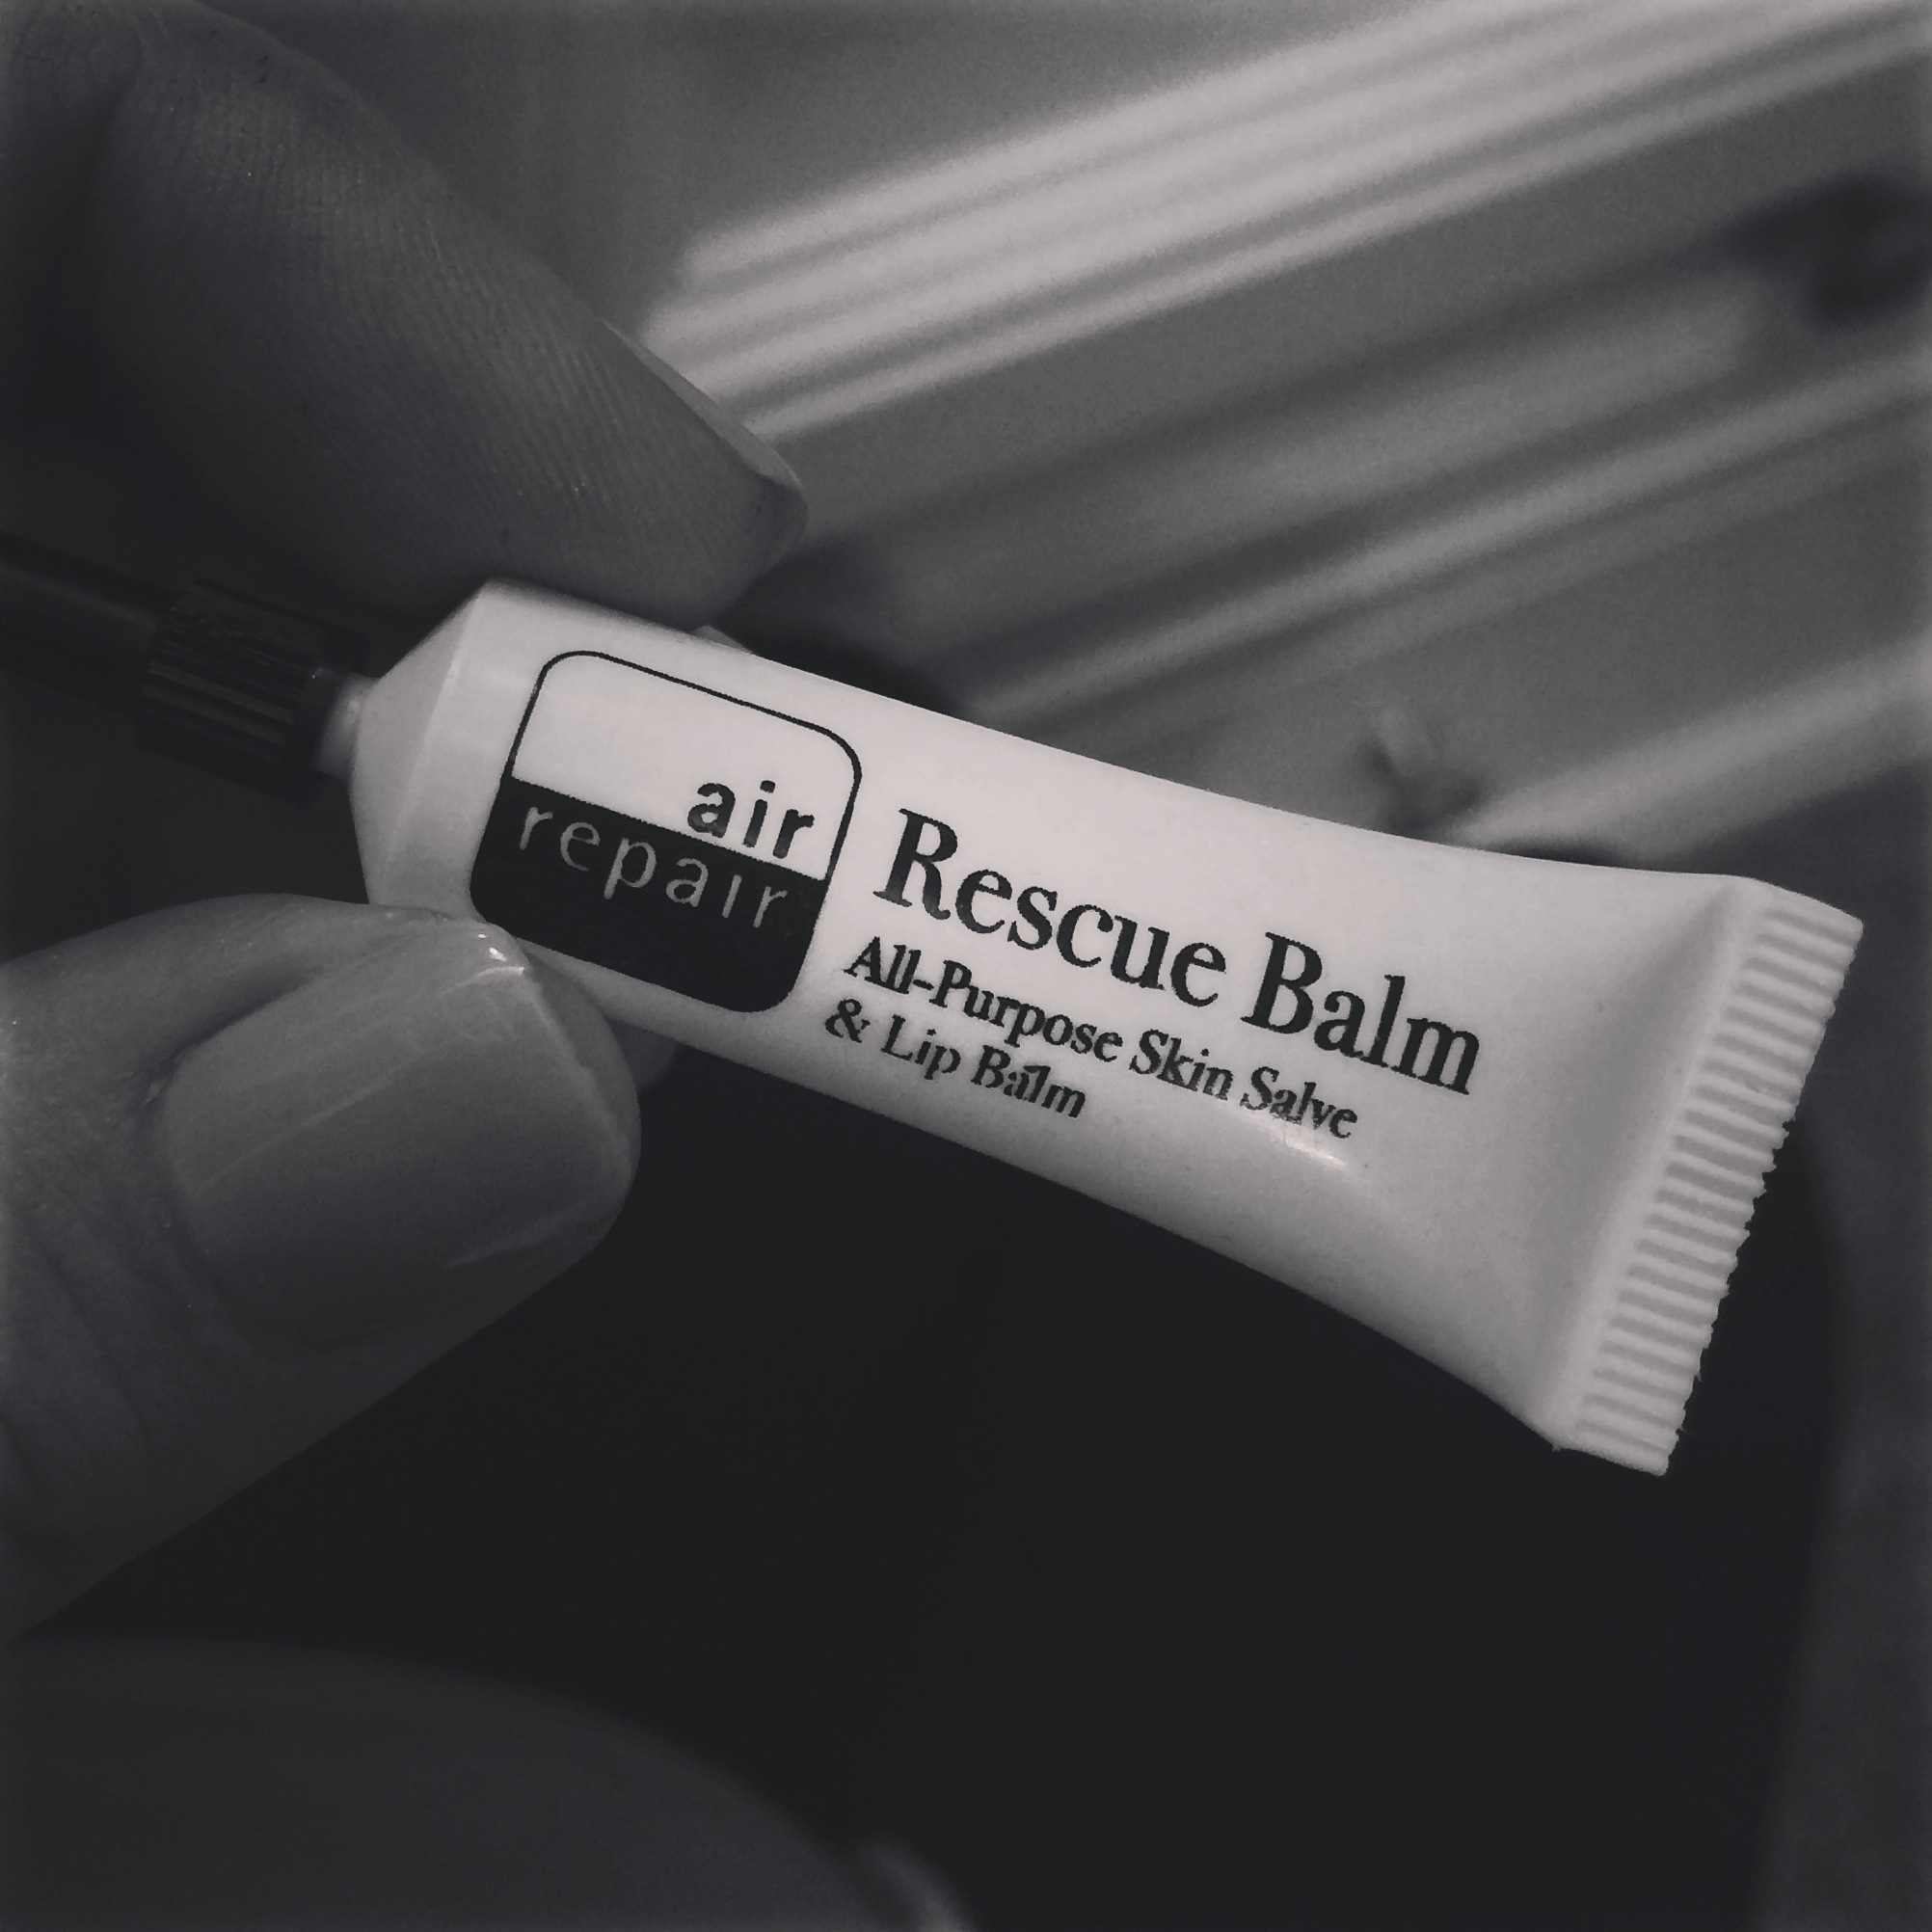 air
repair
Rescue Balm
All-Purpose Skin Salve
& Lip Balm